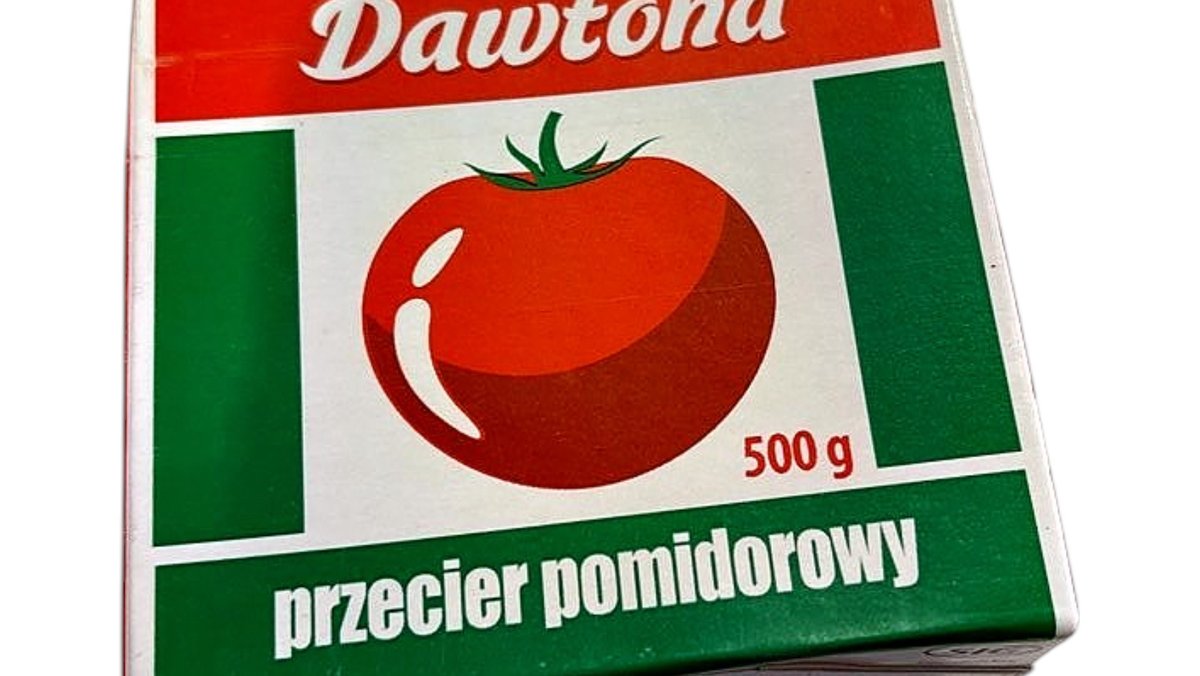 Dawtona
500 g
przecier pomidorowy